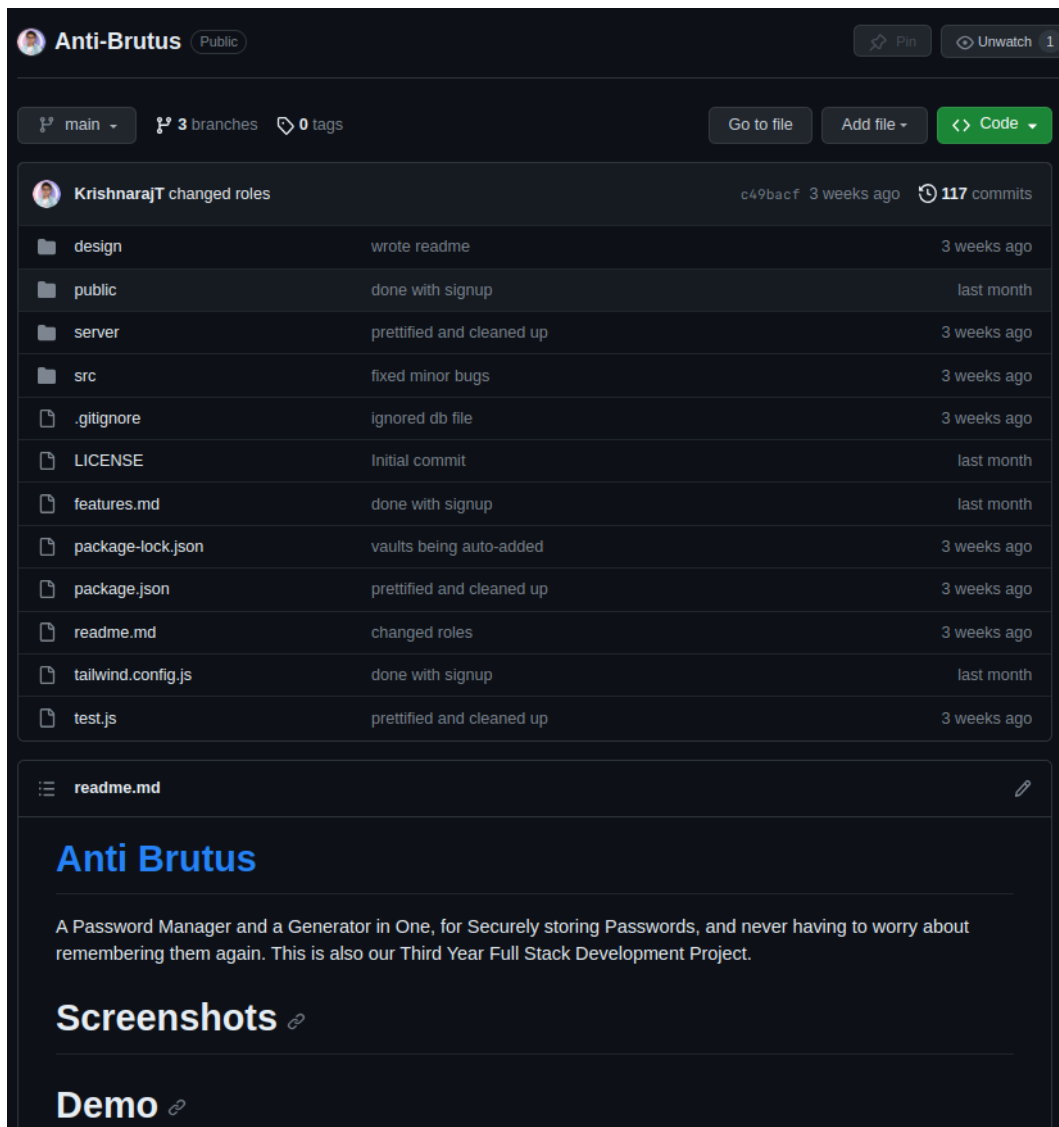 Anti-Brutus Public Pin Unwatch 1
main 3 branches 0 tags Go to file Add file Code
KrishnarajT changed roles c49bacf 3 weeks ago 117 commits
design wrote readme 3 weeks ago
public done with signup last month
server prettified and cleaned up 3 weeks ago
src fixed minor bugs 3 weeks ago
.gitignore ignored db file 3 weeks ago
LICENSE Initial commit last month
features.md done with signup last month
package-lock.json vaults being auto-added 3 weeks ago
package.json prettified and cleaned up 3 weeks ago
readme.md changed roles 3 weeks ago
tailwind.config.js done with signup last month
test.js prettified and cleaned up 3 weeks ago
readme.md
Anti Brutus
A Password Manager and a Generator in One, for Securely storing Passwords, and never having to worry about
remembering them again. This is also our Third Year Full Stack Development Project.
Screenshots
Demo